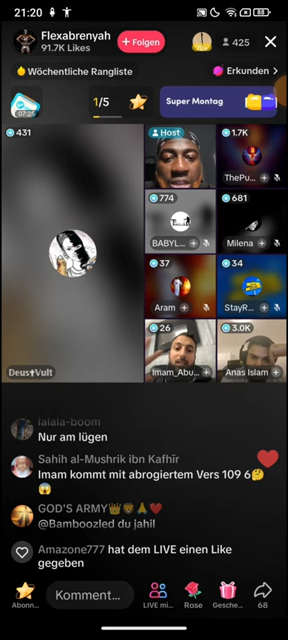 21:20
88
Flexabrenyah
91.7K Likes
+ Folgen
425
Wöchentliche Rangliste
Erkunden >
07:25
1/5
Super Montag
431
Host
1.7K
ThePu...
774
681
BABYL...
Milena
37
34
Aram
StayR...
26
3.0K
Deus✝Vult
Imam_Abu...
Anas Islam
lalala-boom
Nur am lügen
Sahih al-Mushrik ibn Kafhîr
Imam kommt mit abrogiertem Vers 109 6🤔
😱
GOD'S ARMY👑🦁🙏❤️
@Bamboozled du jahil
Amazone777 hat dem LIVE einen Like
gegeben
Abonn...
Komment...
LIVE mi...
Rose
Gesche...
68